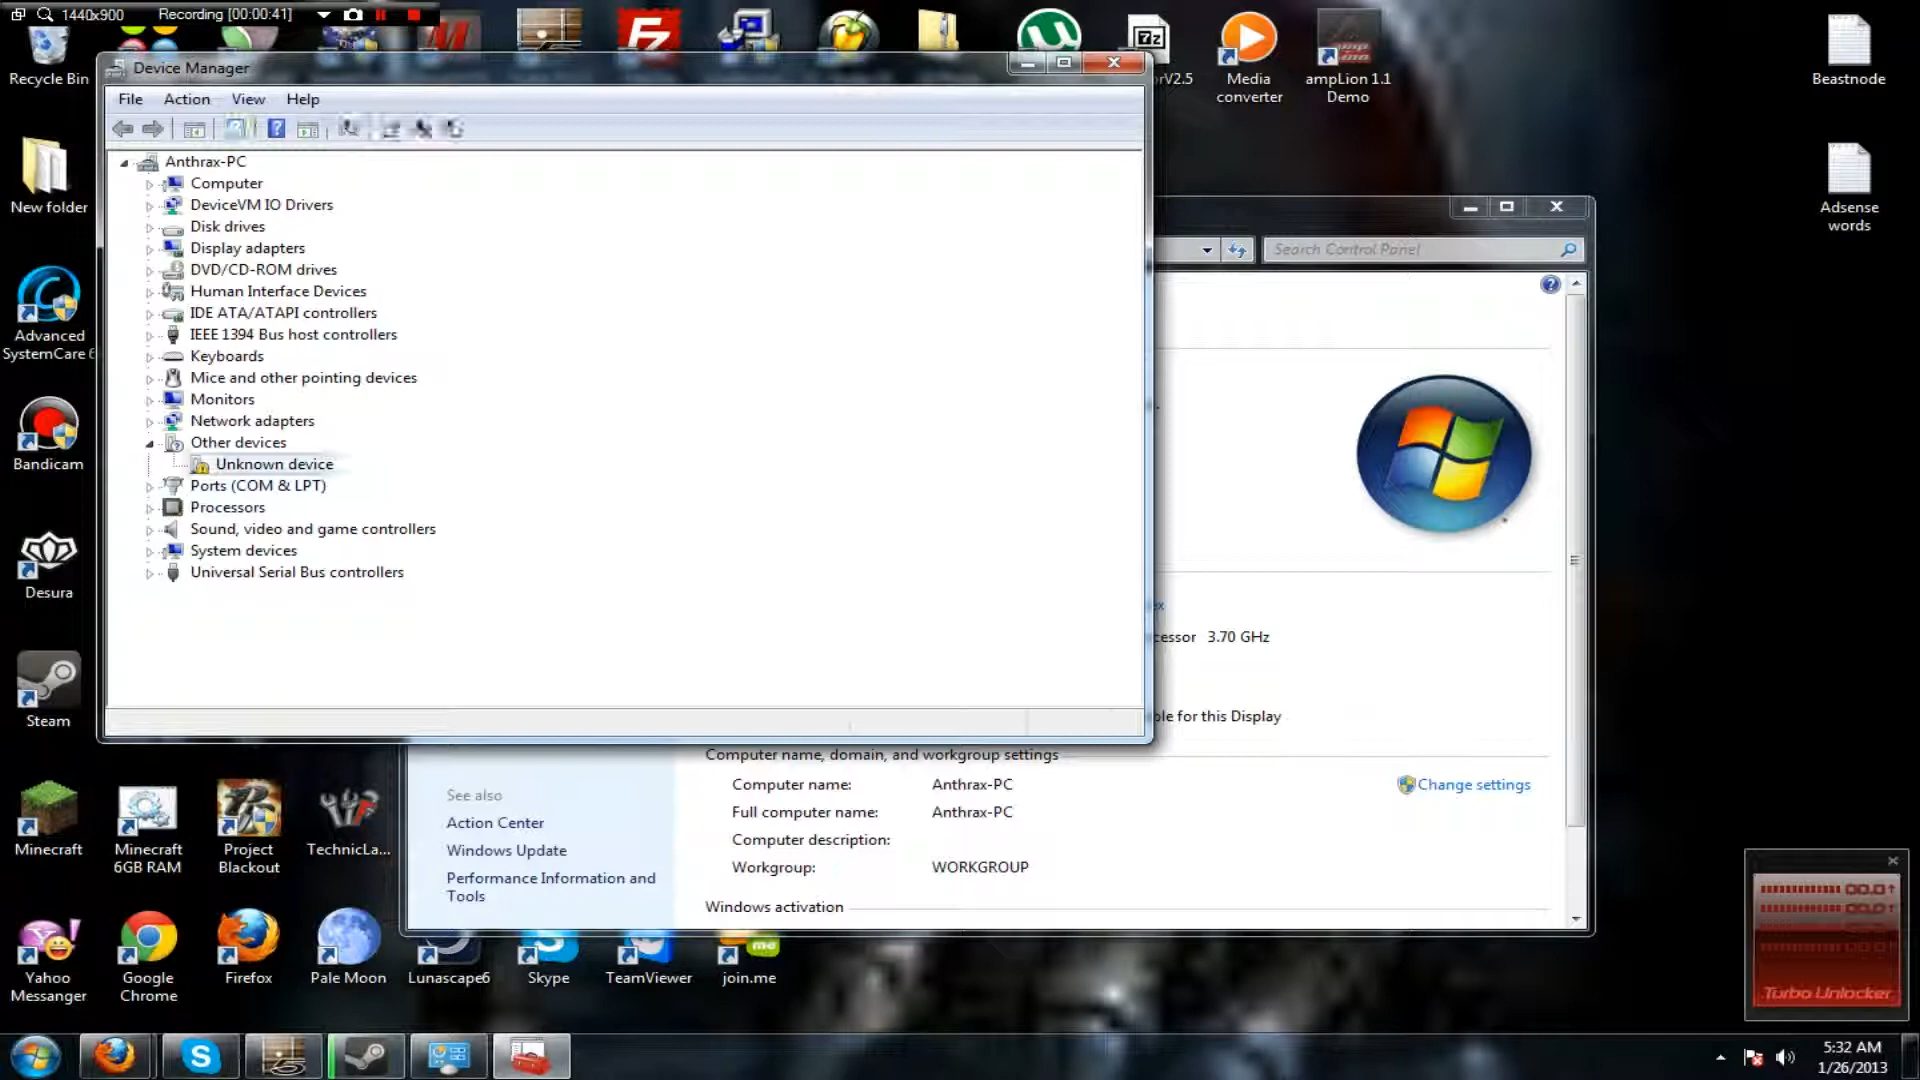 1440x900
Recording [00:00:41]
Recycle Bin
Device Manager
File
Action
View
Help
Anthrax-PC
Computer
DeviceVM IO Drivers
Disk drives
Display adapters
DVD/CD-ROM drives
Human Interface Devices
IDE ATA/ATAPI controllers
IEEE 1394 Bus host controllers
Keyboards
Mice and other pointing devices
Monitors
Network adapters
Other devices
Unknown device
Ports (COM & LPT)
Processors
Sound, video and game controllers
System devices
Universal Serial Bus controllers
orV2.5
Media
converter
ampLion 1.1
Demo
Beastnode
New folder
Adsense
words
Search Control Panel
Advanced
SystemCare 6
Bandicam
Desura
Steam
cessor 3.70 GHz
ble for this Display
Computer name, domain, and workgroup settings
Computer name:
Anthrax-PC
Change settings
Full computer name:
Anthrax-PC
Computer description:
Workgroup:
WORKGROUP
Windows activation
See also
Action Center
Windows Update
Performance Information and
Tools
Minecraft
Minecraft
6GB RAM
Project
Blackout
TechnicLa...
Yahoo
Messanger
Google
Chrome
Firefox
Pale Moon
Lunascape6
Skype
TeamViewer
me
join.me
00.0
00.0
Turbo Unlocker
5:32 AM
1/26/2013